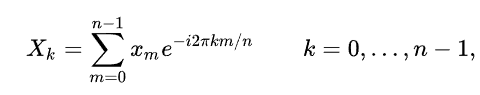 X_k = \sum_{m=0}^{n-1} x_m e^{-i2\pi km/n} \qquad k = 0, \ldots, n-1,